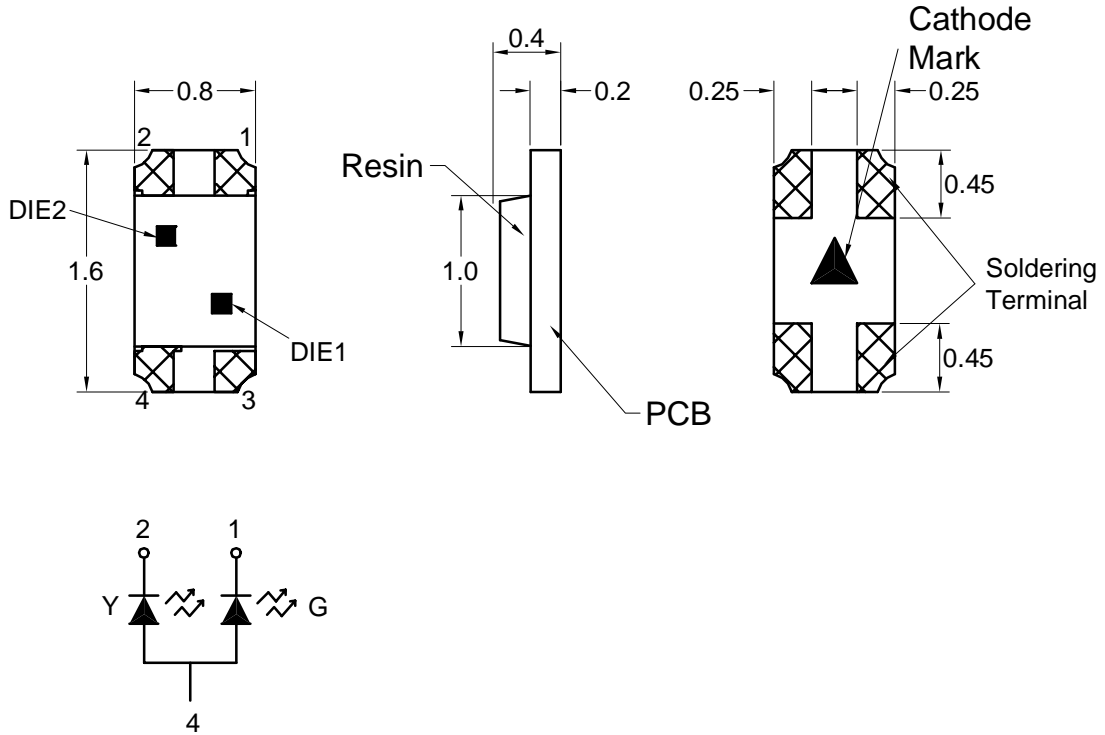 Cathode
Mark
0.4
0.8
0.2
0.25
0.25
2
1
Resin
0.45
DIE2
1.6
1.0
Soldering
Terminal
DIE1
0.45
4
3
PCB
2
1
Y
G
4